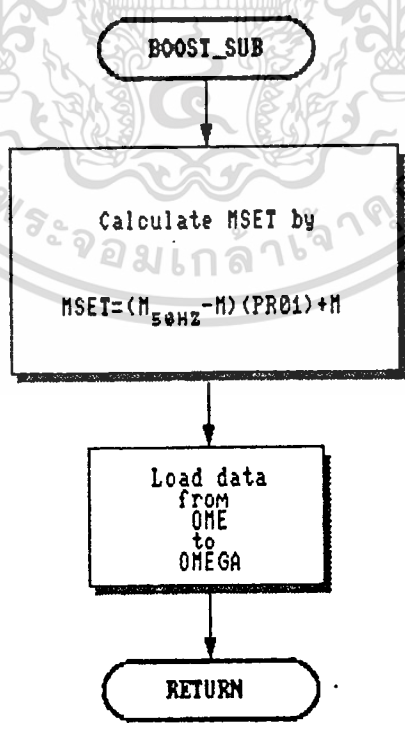 BOOST_SUB
Calculate MSET by
MSET=(M50HZ-M)(PR01)+M
Load data
from
OME
to
OMEGA
RETURN